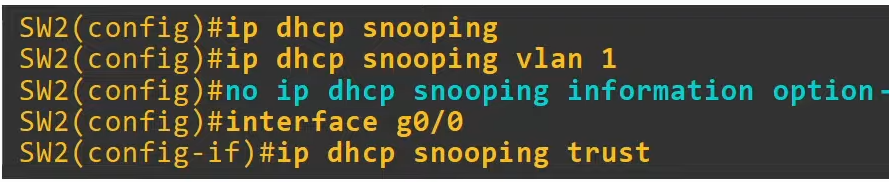 SW2(config)#ip dhcp snooping
SW2(config)#ip dhcp snooping vlan 1
SW2(config)#no ip dhcp snooping information option
SW2(config)#interface g0/0
SW2(config-if)#ip dhcp snooping trust